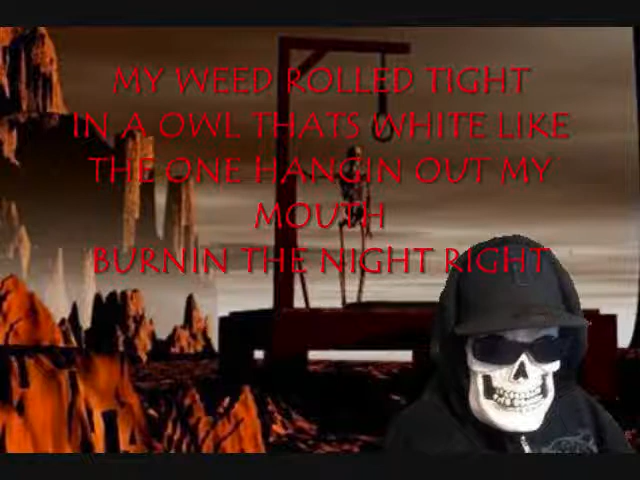 MY WEED ROLLED TIGHT
IN A OWL THATS WHITE LIKE
THE ONE HANGIN OUT MY
MOUTH
BURNIN THE NIGHT RIGHT